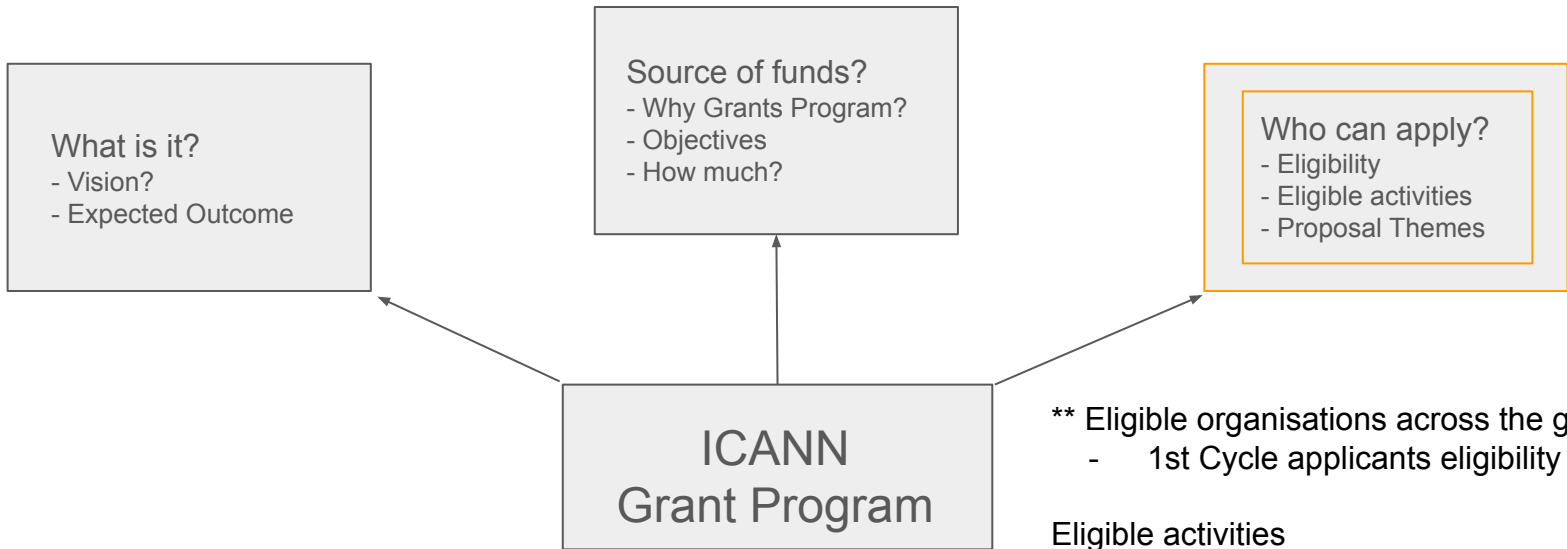 What is it?
- Vision?
- Expected Outcome
Source of funds?
- Why Grants Program?
- Objectives
- How much?
Who can apply?
- Eligibility
- Eligible activities
- Proposal Themes
ICANN
Grant Program
** Eligible organisations across the g
- 1st Cycle applicants eligibility
Eligible activities